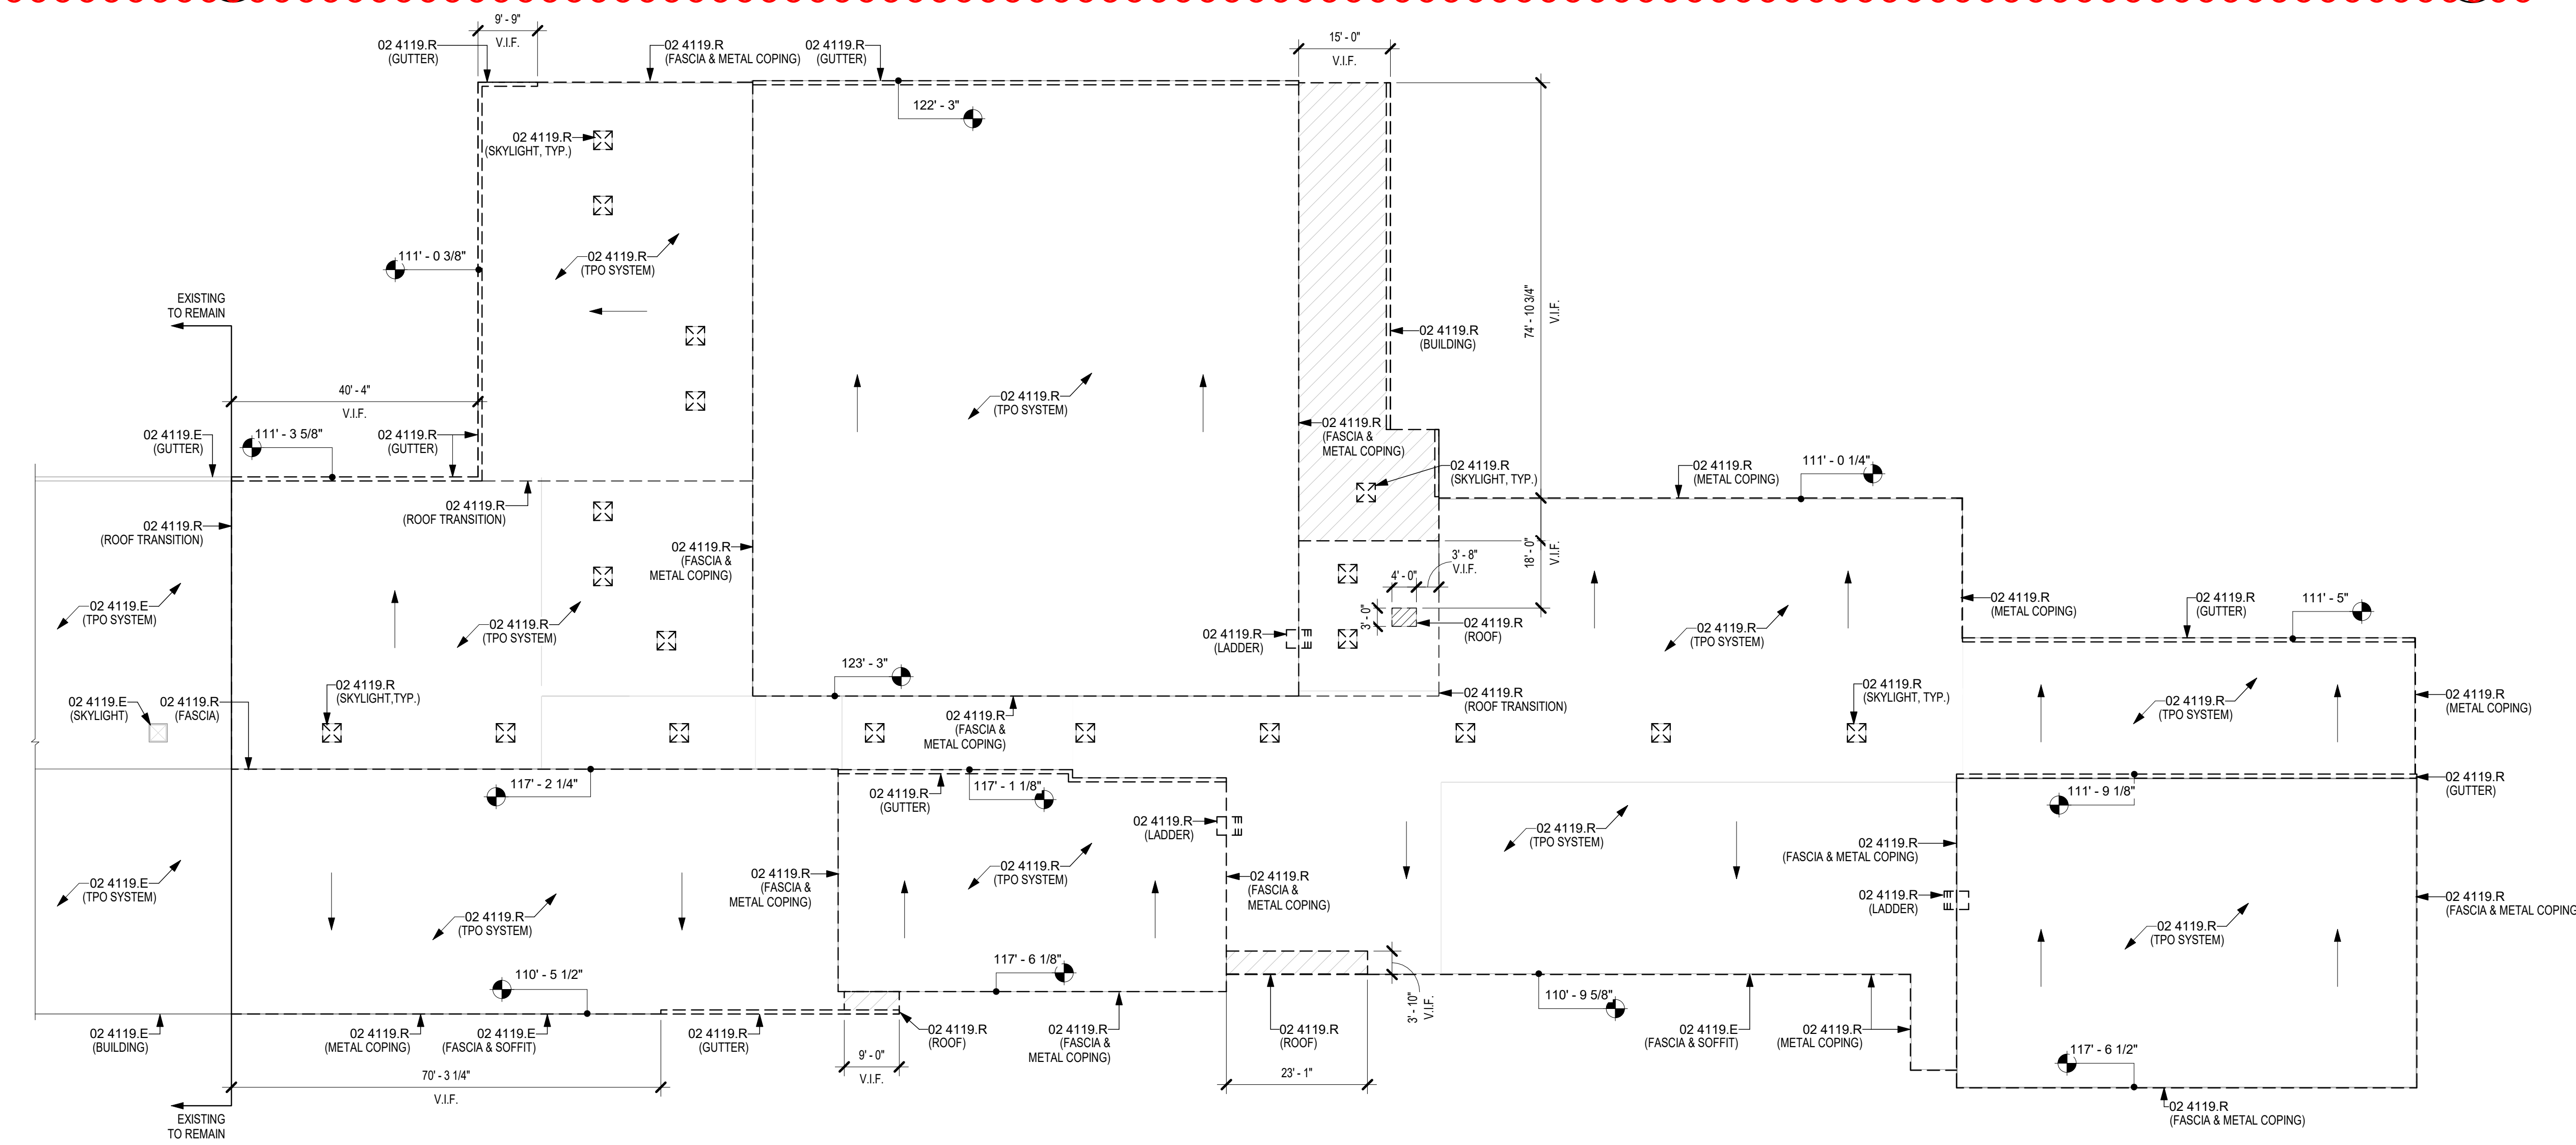 9' - 9"
V.I.F.
02 4119.R
(GUTTER)
02 4119.R
(FASCIA & METAL COPING)
02 4119.R
(GUTTER)
15' - 0"
V.I.F.
122' - 3"
02 4119.R
(SKYLIGHT, TYP.)
111' - 0 3/8"
02 4119.R
(TPO SYSTEM)
EXISTING
TO REMAIN
74' - 10 3/4"
V.I.F.
02 4119.R
(BUILDING)
40' - 4"
V.I.F.
02 4119.R
(TPO SYSTEM)
02 4119.E
(GUTTER)
111' - 3 5/8"
02 4119.R
(GUTTER)
02 4119.R
(FASCIA &
METAL COPING)
02 4119.R
(SKYLIGHT, TYP.)
02 4119.R
(METAL COPING)
111' - 0 1/4"
02 4119.R
(ROOF TRANSITION)
02 4119.R
(ROOF TRANSITION)
02 4119.R
(FASCIA &
METAL COPING)
18' - 0"
V.I.F.
3' - 8"
V.I.F.
4' - 0"
3' - 0"
02 4119.E
(TPO SYSTEM)
02 4119.R
(TPO SYSTEM)
02 4119.R
(LADDER)
02 4119.R
(ROOF)
02 4119.R
(TPO SYSTEM)
02 4119.R
(METAL COPING)
02 4119.R
(GUTTER)
111' - 5"
123' - 3"
02 4119.E
(SKYLIGHT)
02 4119.R
(FASCIA)
02 4119.R
(SKYLIGHT,TYP.)
02 4119.R
(FASCIA &
METAL COPING)
02 4119.R
(ROOF TRANSITION)
02 4119.R
(SKYLIGHT, TYP.)
02 4119.R
(TPO SYSTEM)
02 4119.R
(METAL COPING)
117' - 2 1/4"
02 4119.R
(GUTTER)
117' - 1 1/8"
02 4119.R
(LADDER)
02 4119.R
(TPO SYSTEM)
111' - 9 1/8"
02 4119.R
(GUTTER)
02 4119.E
(TPO SYSTEM)
02 4119.R
(TPO SYSTEM)
02 4119.R
(FASCIA &
METAL COPING)
02 4119.R
(TPO SYSTEM)
02 4119.R
(FASCIA &
METAL COPING)
02 4119.R
(FASCIA & METAL COPING)
02 4119.R
(LADDER)
02 4119.R
(TPO SYSTEM)
02 4119.R
(FASCIA & METAL COPING
110' - 5 1/2"
117' - 6 1/8"
3' - 10"
V.I.F.
110' - 9 5/8"
02 4119.E
(BUILDING)
02 4119.R
(METAL COPING)
02 4119.E
(FASCIA & SOFFIT)
02 4119.R
(GUTTER)
02 4119.R
(ROOF)
02 4119.R
(FASCIA &
METAL COPING)
02 4119.R
(ROOF)
02 4119.E
(FASCIA & SOFFIT)
02 4119.R
(METAL COPING)
117' - 6 1/2"
70' - 3 1/4"
V.I.F.
9' - 0"
V.I.F.
23' - 1"
EXISTING
TO REMAIN
02 4119.R
(FASCIA & METAL COPING)